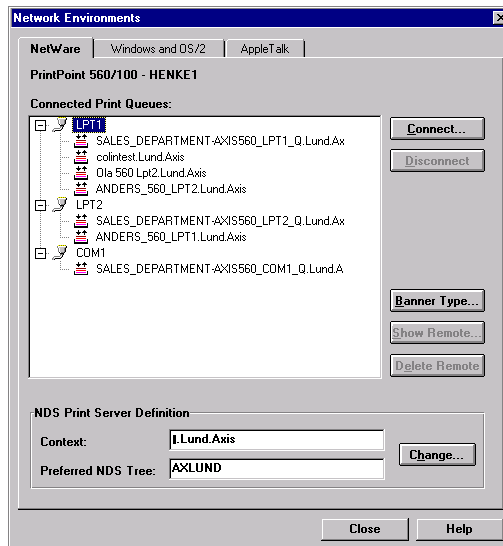 Network Environments
NetWare
Windows and OS/2
AppleTalk
PrintPoint 560/100 - HENKE1
Connected Print Queues:
LPT1
SALES_DEPARTMENT-AXIS560_LPT1_Q.Lund.Ax
colintest.Lund.Axis
Ola 560 Lpt2.Lund.Axis
ANDERS_560_LPT2.Lund.Axis
LPT2
SALES_DEPARTMENT-AXIS560_LPT2_Q.Lund.Ax
ANDERS_560_LPT1.Lund.Axis
COM1
SALES_DEPARTMENT-AXIS560_COM1_Q.Lund.A
Connect...
Disconnect
Banner Type...
Show Remote...
Delete Remote
NDS Print Server Definition
Context:
.Lund.Axis
Change...
Preferred NDS Tree:
AXLUND
Close
Help